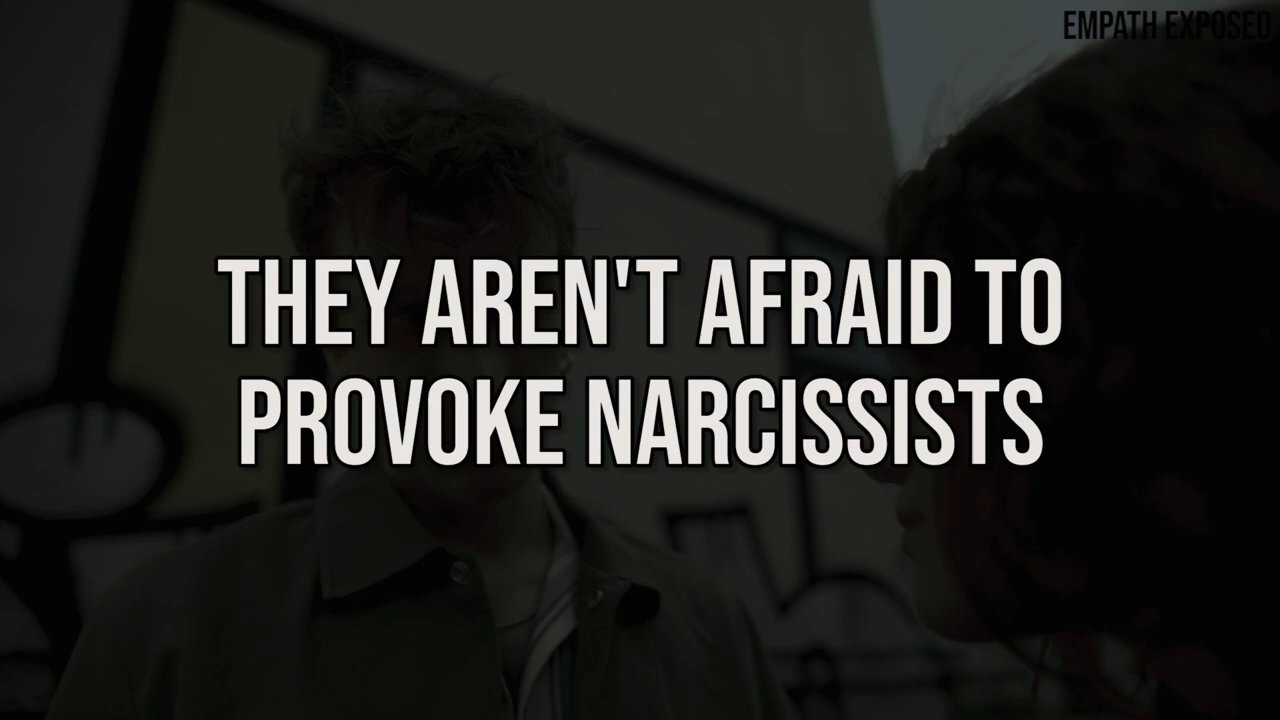 EMPATH EXPOSED
THEY AREN'T AFRAID TO
PROVOKE NARCISSISTS